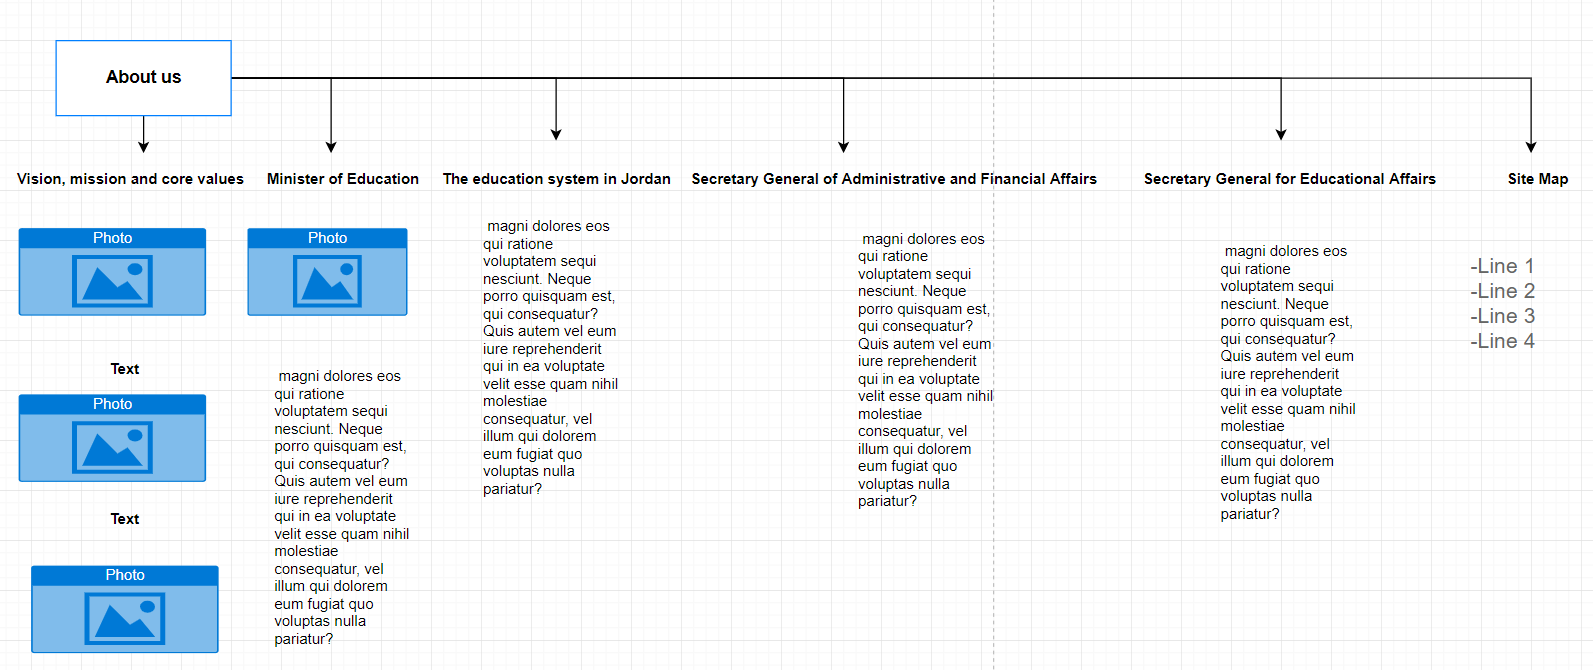 About us
Vision, mission and core values
Minister of Education
The education system in Jordan
Secretary General of Administrative and Financial Affairs
Secretary General for Educational Affairs
Site Map
Photo
Text
Photo
Text
Photo
Photo
magni dolores eos
qui ratione
voluptatem sequi
nesciunt. Neque
porro quisquam est,
qui consequatur?
Quis autem vel eum
iure reprehenderit
qui in ea voluptate
velit esse quam nihil
molestiae
consequatur, vel
illum qui dolorem
eum fugiat quo
voluptas nulla
pariatur?
magni dolores eos
qui ratione
voluptatem sequi
nesciunt. Neque
porro quisquam est,
qui consequatur?
Quis autem vel eum
iure reprehenderit
qui in ea voluptate
velit esse quam nihil
molestiae
consequatur, vel
illum qui dolorem
eum fugiat quo
voluptas nulla
pariatur?
magni dolores eos
qui ratione
voluptatem sequi
nesciunt. Neque
porro quisquam est,
qui consequatur?
Quis autem vel eum
iure reprehenderit
qui in ea voluptate
velit esse quam nihil
molestiae
consequatur, vel
illum qui dolorem
eum fugiat quo
voluptas nulla
pariatur?
magni dolores eos
qui ratione
voluptatem sequi
nesciunt. Neque
porro quisquam est,
qui consequatur?
Quis autem vel eum
iure reprehenderit
qui in ea voluptate
velit esse quam nihil
molestiae
consequatur, vel
illum qui dolorem
eum fugiat quo
voluptas nulla
pariatur?
-Line 1
-Line 2
-Line 3
-Line 4